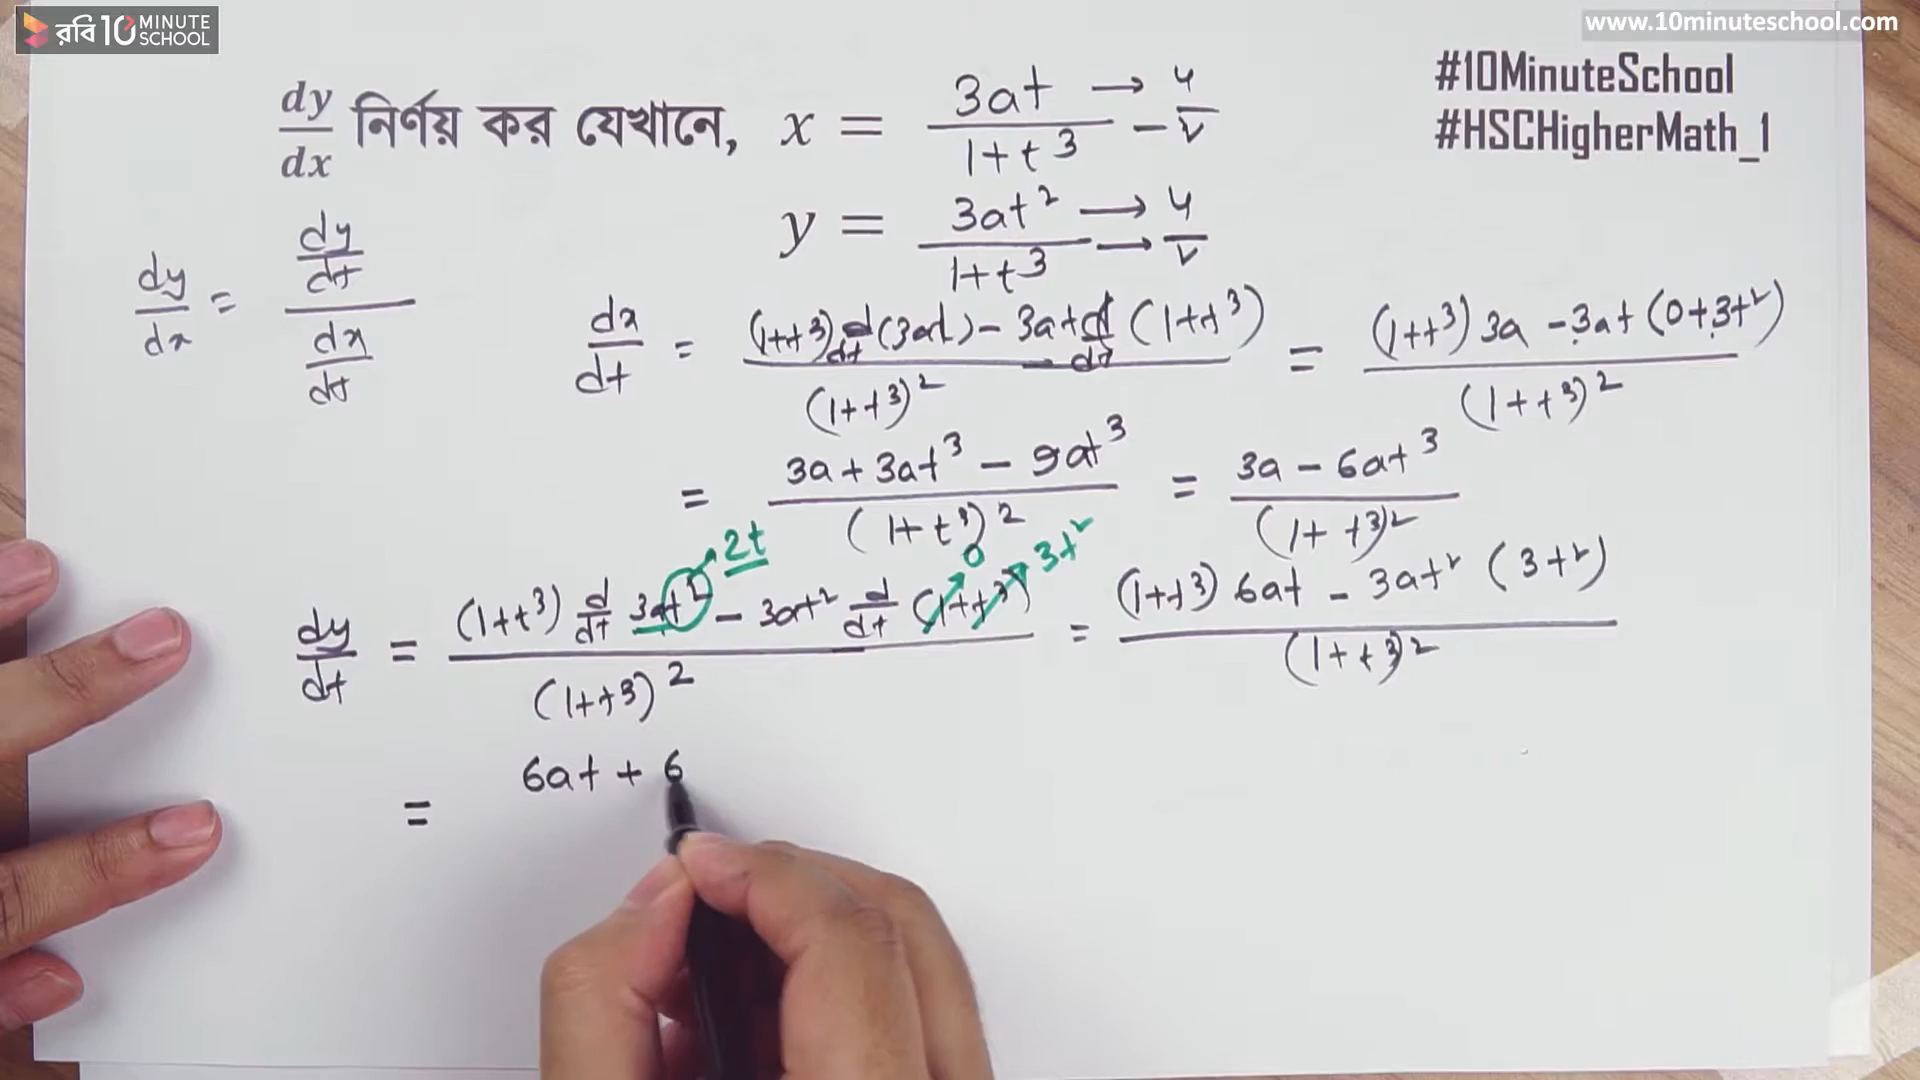 রবি 10 MINUTE SCHOOL
www.10minuteschool.com
#10MinuteSchool
#HSCHigherMath_1
dy/dx নির্ণয় কর যেখানে, x = 3at/(1+t³) → u/v
y = 3at²/(1+t³) → u/v
dy/dx = (dy/dt)/(dx/dt)
dx/dt = ((1+t³) d/dt (3at) - 3at d/dt (1+t³))/(1+t³)² = ((1+t³) 3a - 3at (0+3t²))/(1+t³)²
= (3a + 3at³ - 9at³)/(1+t³)² = (3a - 6at³)/(1+t³)²
2t 0 3t²
dy/dt = ((1+t³) d/dt 3at² - 3at² d/dt (1+t³))/(1+t³)² = ((1+t³) 6at - 3at² (3t²))/(1+t³)²
= 6at + 6